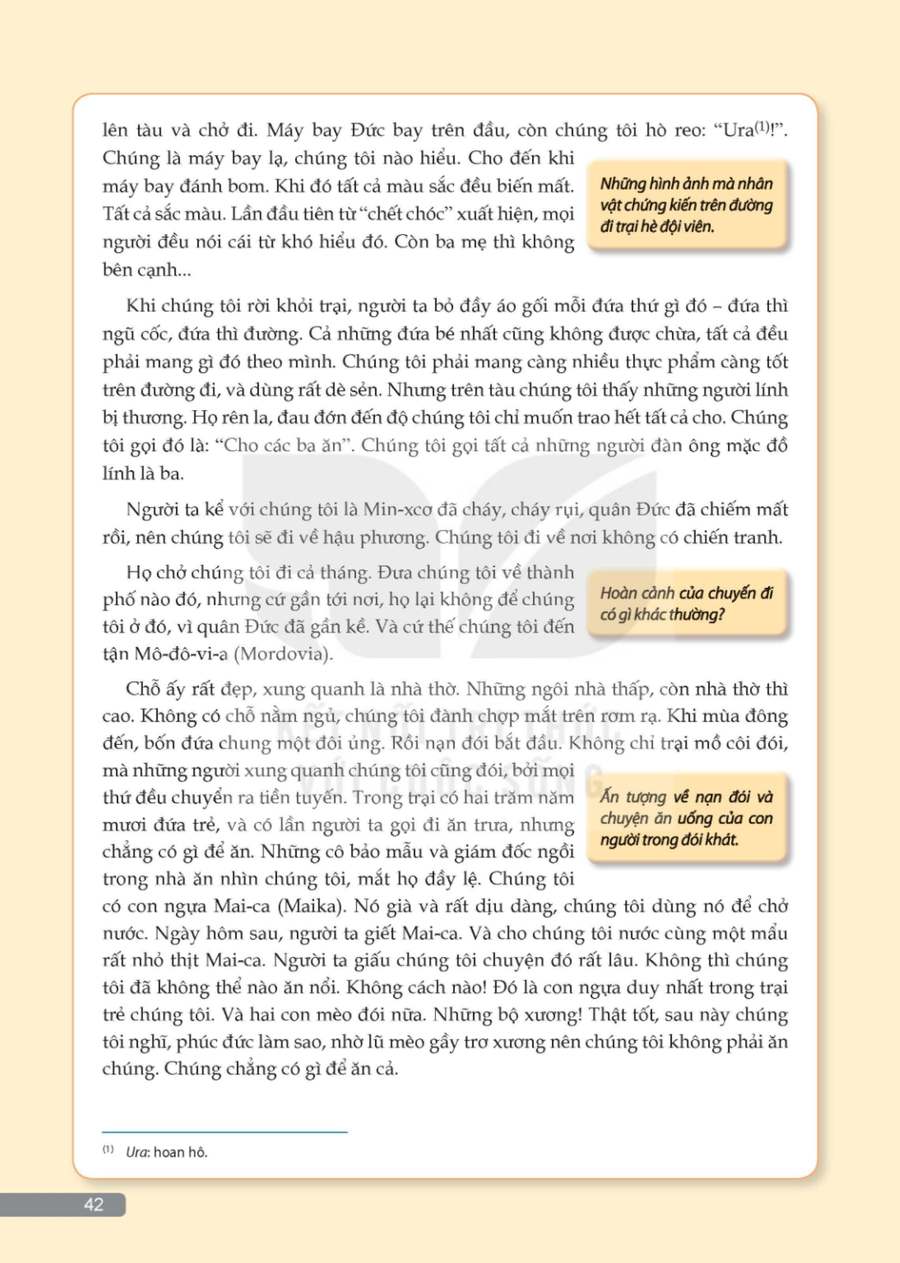 lên tàu và chở đi. Máy bay Đức bay trên đầu, còn chúng tôi hò reo: “Ura⁽¹⁾!”.
Chúng là máy bay lạ, chúng tôi nào hiểu. Cho đến khi
máy bay đánh bom. Khi đó tất cả màu sắc đều biến mất.
Tất cả sắc màu. Lần đầu tiên từ “chết chóc” xuất hiện, mọi
người đều nói cái từ khó hiểu đó. Còn ba mẹ thì không
bên cạnh...
Những hình ảnh mà nhân
vật chứng kiến trên đường
đi trại hè đội viên.
Khi chúng tôi rời khỏi trại, người ta bỏ đầy áo gối mỗi đứa thứ gì đó – đứa thì
ngũ cốc, đứa thì đường. Cả những đứa bé nhất cũng không được chừa, tất cả đều
phải mang gì đó theo mình. Chúng tôi phải mang càng nhiều thực phẩm càng tốt
trên đường đi, và dùng rất dè sẻn. Nhưng trên tàu chúng tôi thấy những người lính
bị thương. Họ rên la, đau đớn đến độ chúng tôi chỉ muốn trao hết tất cả cho. Chúng
tôi gọi đó là: “Cho các ba ăn”. Chúng tôi gọi tất cả những người đàn ông mặc đồ
lính là ba.
Người ta kể với chúng tôi là Min-xcơ đã cháy, cháy rụi, quân Đức đã chiếm mất
rồi, nên chúng tôi sẽ đi về hậu phương. Chúng tôi đi về nơi không có chiến tranh.
Họ chở chúng tôi đi cả tháng. Đưa chúng tôi về thành
phố nào đó, nhưng cứ gần tới nơi, họ lại không để chúng
tôi ở đó, vì quân Đức đã gần kề. Và cứ thế chúng tôi đến
tận Mô-đô-vi-a (Mordovia).
Hoàn cảnh của chuyến đi
có gì khác thường?
Chỗ ấy rất đẹp, xung quanh là nhà thờ. Những ngôi nhà thấp, còn nhà thờ thì
cao. Không có chỗ nằm ngủ, chúng tôi đành chợp mắt trên rơm rạ. Khi mùa đông
đến, bốn đứa chung một đôi ủng. Rồi nạn đói bắt đầu. Không chỉ trại mồ côi đói,
mà những người xung quanh chúng tôi cũng đói, bởi mọi
thứ đều chuyển ra tiền tuyến. Trong trại có hai trăm năm
mươi đứa trẻ, và có lần người ta gọi đi ăn trưa, nhưng
chẳng có gì để ăn. Những cô bảo mẫu và giám đốc ngồi
trong nhà ăn nhìn chúng tôi, mắt họ đầy lệ. Chúng tôi
Ấn tượng về nạn đói và
chuyện ăn uống của con
người trong đói khát.
có con ngựa Mai-ca (Maika). Nó già và rất dịu dàng, chúng tôi dùng nó để chở
nước. Ngày hôm sau, người ta giết Mai-ca. Và cho chúng tôi nước cùng một mẩu
rất nhỏ thịt Mai-ca. Người ta giấu chúng tôi chuyện đó rất lâu. Không thì chúng
tôi đã không thể nào ăn nổi. Không cách nào! Đó là con ngựa duy nhất trong trại
trẻ chúng tôi. Và hai con mèo đói nữa. Những bộ xương! Thật tốt, sau này chúng
tôi nghĩ, phúc đức làm sao, nhờ lũ mèo gầy trơ xương nên chúng tôi không phải ăn
chúng. Chúng chẳng có gì để ăn cả.
⁽¹⁾ Ura: hoan hô.
42
KẾT NỐI TRI THỨC
VỚI CUỘC SỐNG